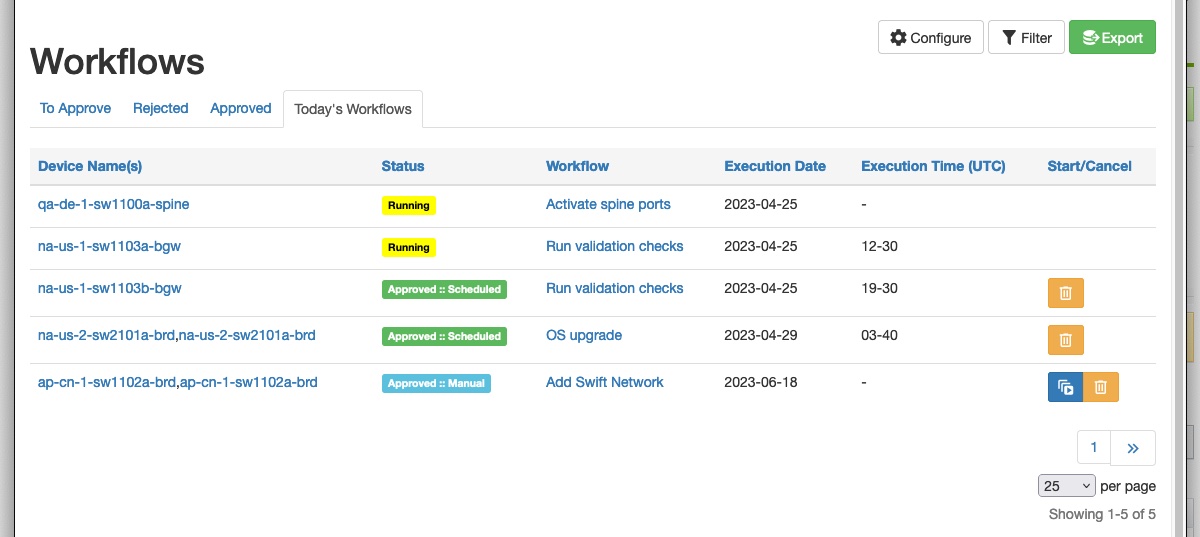 Configure Filter Export
Workflows
To Approve Rejected Approved Today's Workflows
Device Name(s) Status Workflow Execution Date Execution Time (UTC) Start/Cancel
qa-de-1-sw1100a-spine Running Activate spine ports 2023-04-25 -
na-us-1-sw1103a-bgw Running Run validation checks 2023-04-25 12-30
na-us-1-sw1103b-bgw Approved :: Scheduled Run validation checks 2023-04-25 19-30
na-us-2-sw2101a-brd,na-us-2-sw2101a-brd Approved :: Scheduled OS upgrade 2023-04-29 03-40
ap-cn-1-sw1102a-brd,ap-cn-1-sw1102a-brd Approved :: Manual Add Swift Network 2023-06-18 -
1 »
25 per page
Showing 1-5 of 5